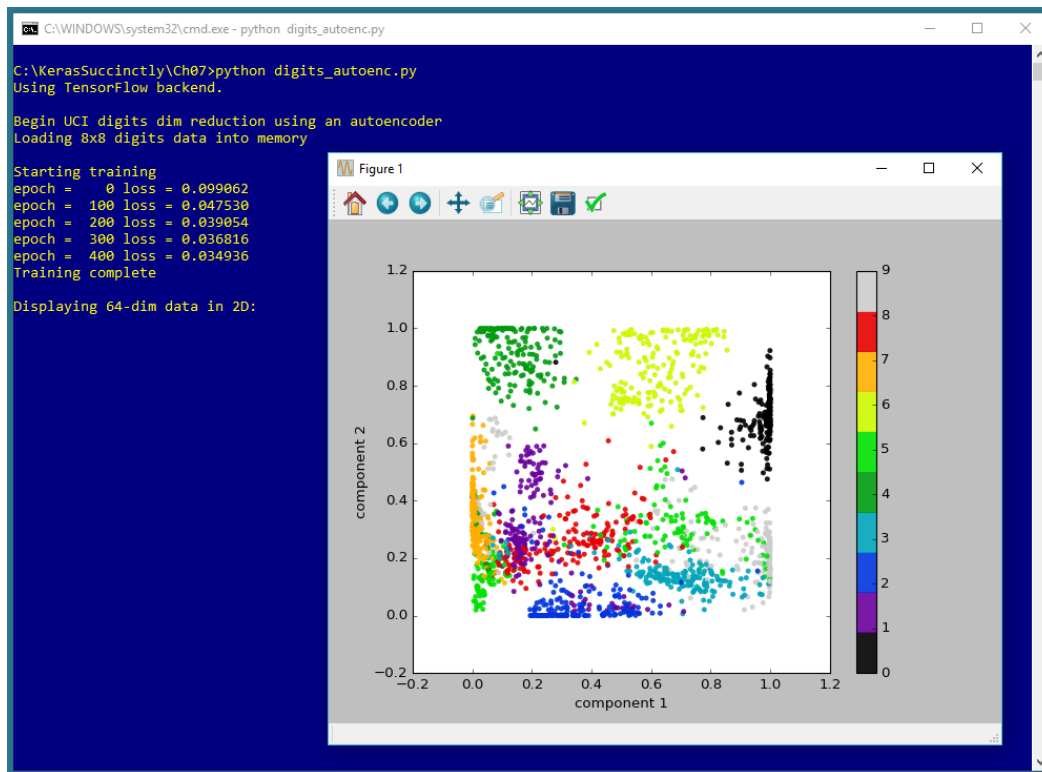 C:\WINDOWS\system32\cmd.exe - python  digits_autoenc.py
C:\KerasSuccinctly\Ch07>python digits_autoenc.py
Using TensorFlow backend.
Begin UCI digits dim reduction using an autoencoder
Loading 8x8 digits data into memory
Starting training
epoch =    0 loss = 0.099062
epoch =  100 loss = 0.047530
epoch =  200 loss = 0.039054
epoch =  300 loss = 0.036816
epoch =  400 loss = 0.034936
Training complete
Displaying 64-dim data in 2D:
Figure 1
1.2
1.0
0.8
0.6
0.4
0.2
0.0
−0.2
component 2
−0.2 0.0 0.2 0.4 0.6 0.8 1.0 1.2
component 1
9
8
7
6
5
4
3
2
1
0